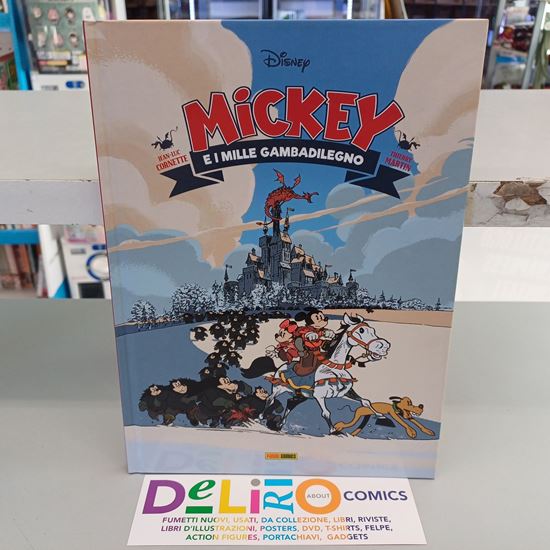 Disney
MiCKEY
E I MILLE GAMBADILEGNO
JEAN-LUC
CORNETTE
THIERRY
MARTIN
PANINI COMICS
DeLiRiO ABOUT COMICS
FUMETTI NUOVI, USATI, DA COLLEZIONE, LIBRI, RIVISTE,
LIBRI D'ILLUSTRAZIONI, POSTERS, DVD, T-SHIRTS, FELPE,
ACTION FIGURES, PORTACHIAVI, GADGETS